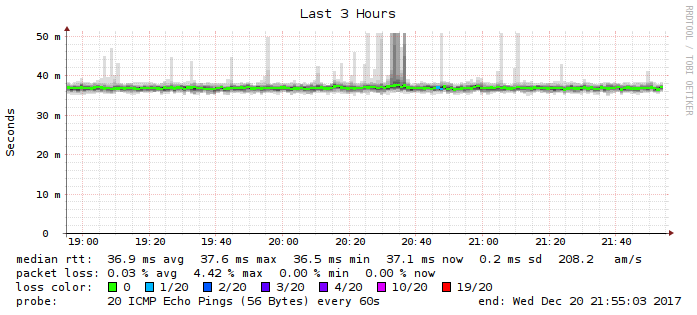 Last 3 Hours
RRDTOOL / TOBI OETIKER
Seconds
50 m
40 m
30 m
20 m
10 m
0
19:00 19:20 19:40 20:00 20:20 20:40 21:00 21:20 21:40
median rtt: 36.9 ms avg 37.6 ms max 36.5 ms min 37.1 ms now 0.2 ms sd 208.2 am/s
packet loss: 0.03 % avg 4.42 % max 0.00 % min 0.00 % now
loss color: 0 1/20 2/20 3/20 4/20 10/20 19/20
probe: 20 ICMP Echo Pings (56 Bytes) every 60s end: Wed Dec 20 21:55:03 2017